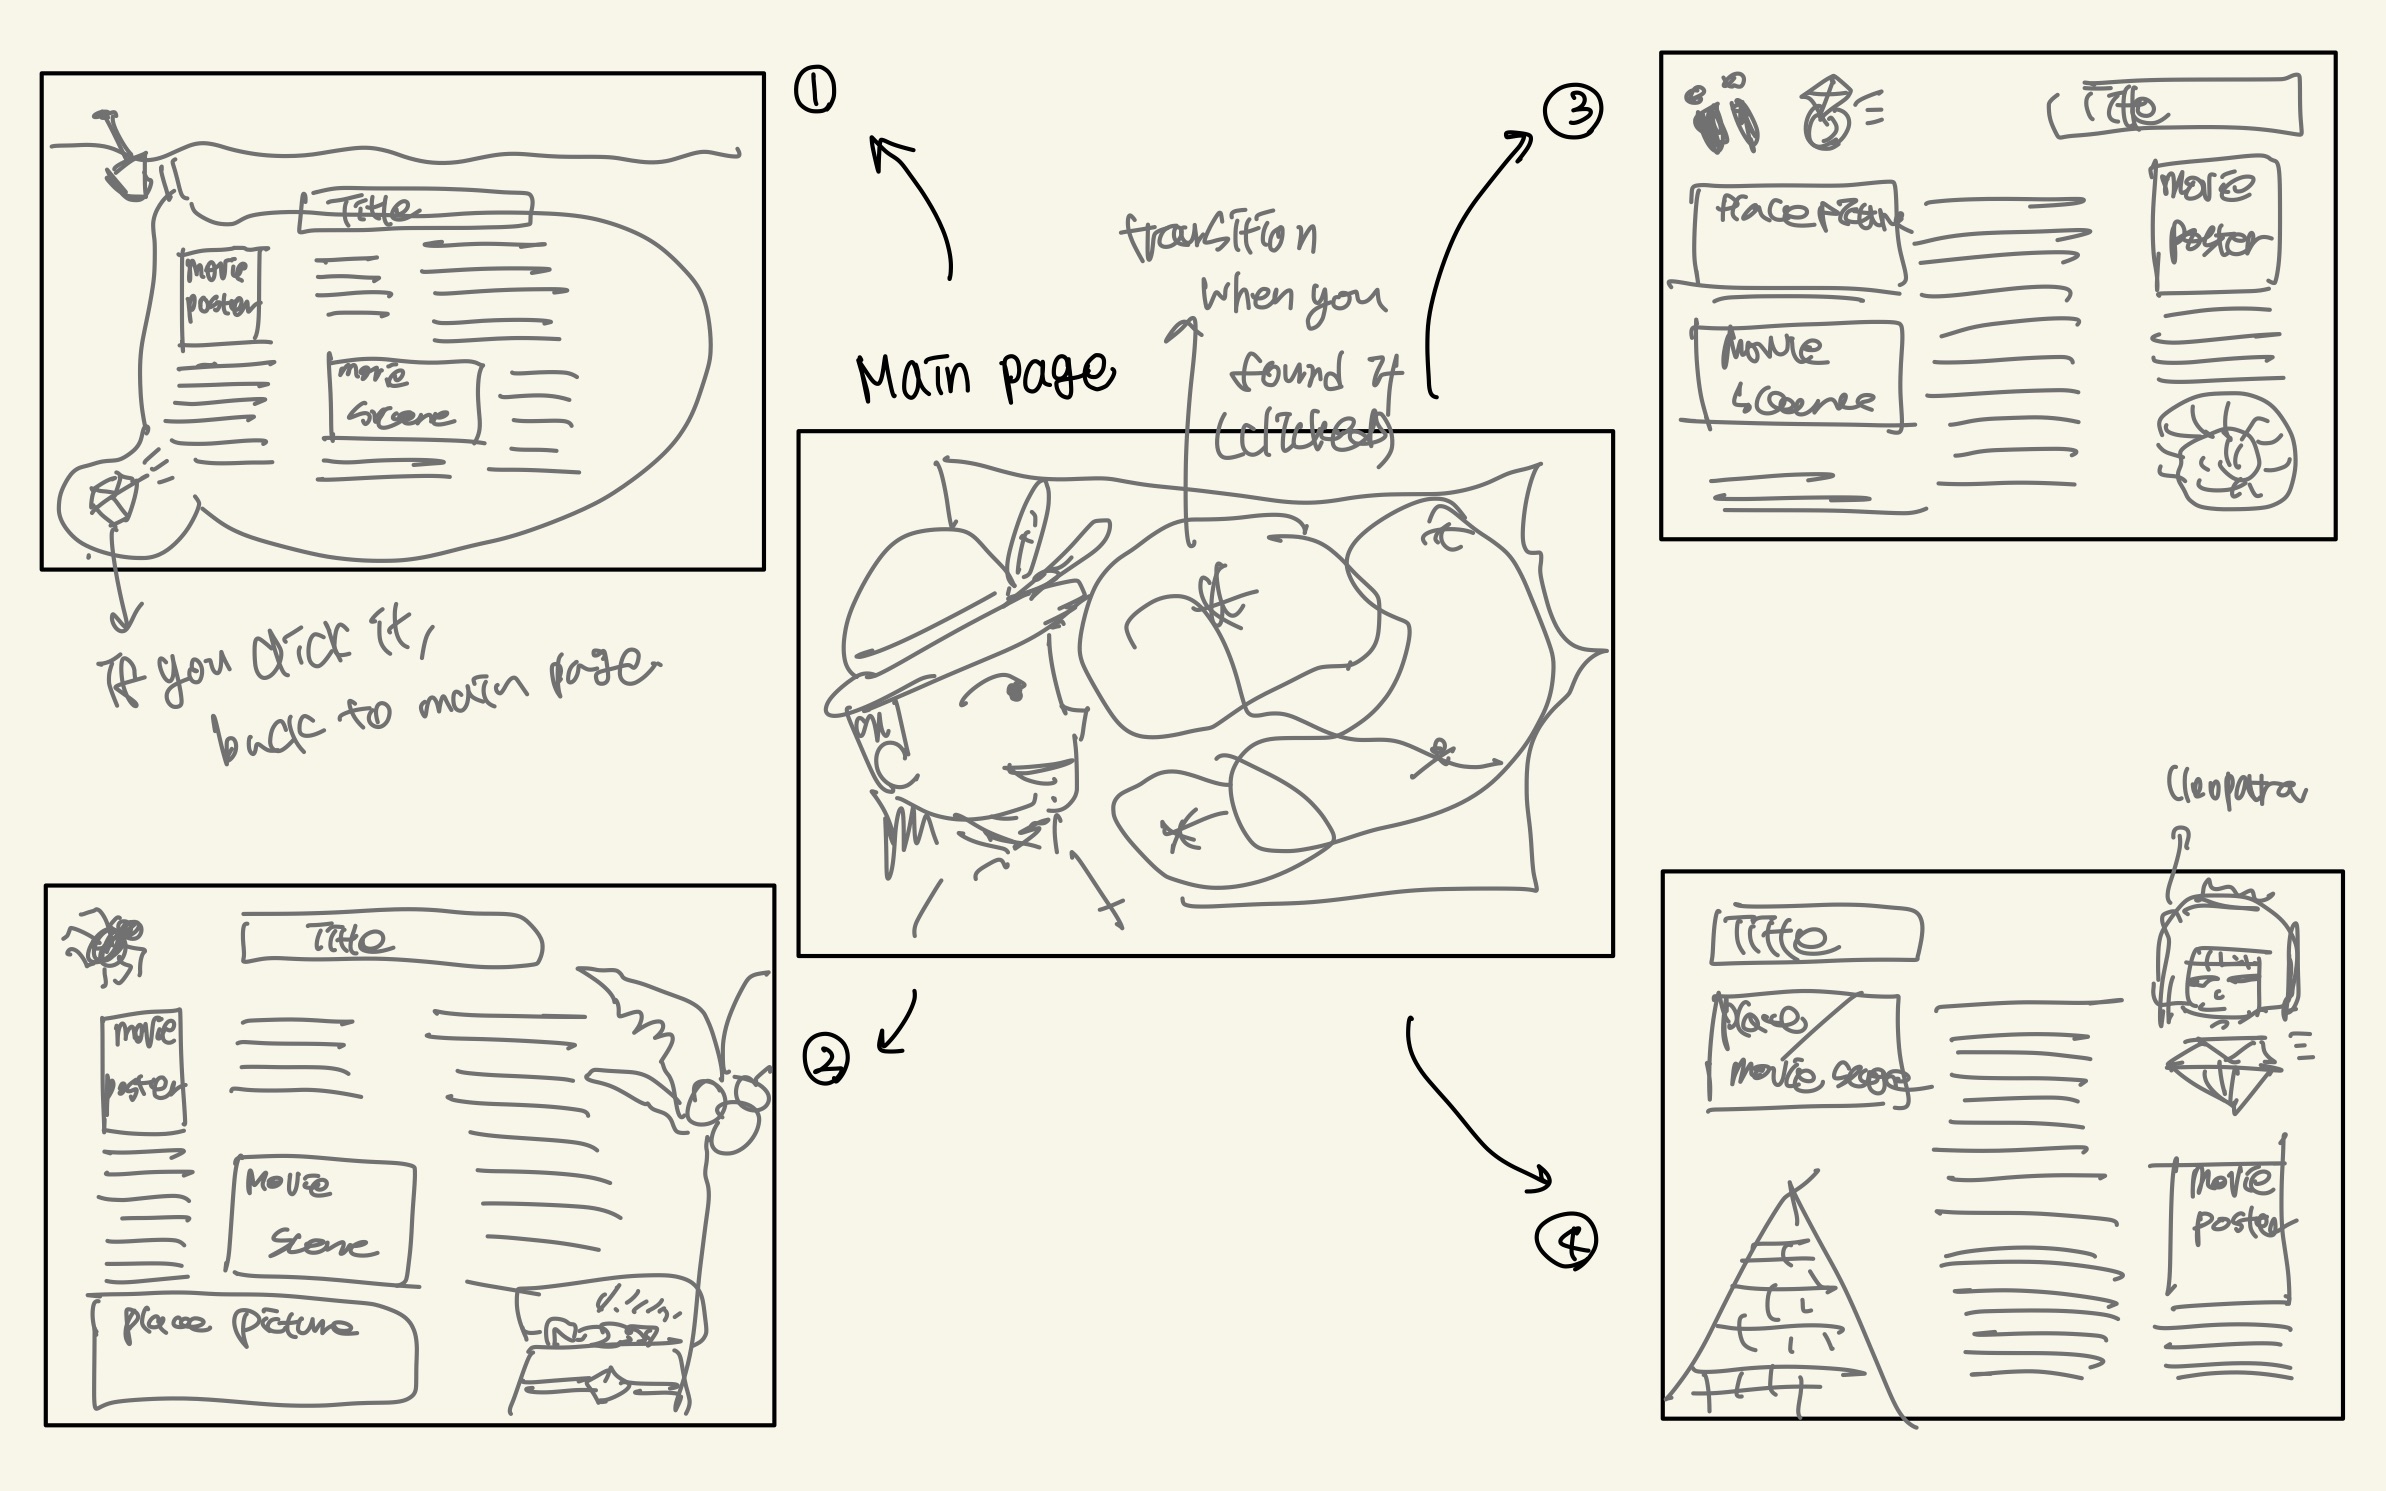 1
Title
Movie
poster
Movie
scene
If you click it,
back to main page
2
Title
Movie
poster
Movie
scene
place picture
Main page
transition
when you
found it
(clicked)
3
Title
Place picture
Movie
scene
Movie
poster
4
Cleopatra
Title
place
movie scene
Movie
poster